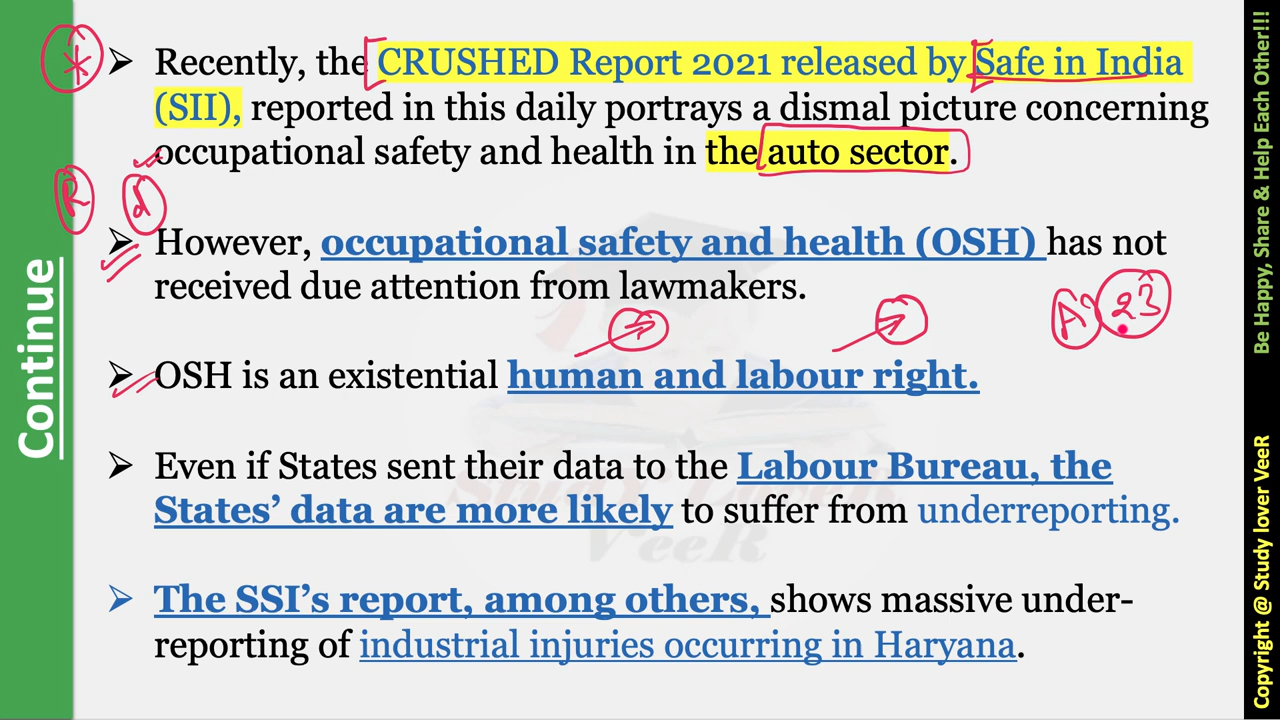 Continue
➢ Recently, the CRUSHED Report 2021 released by Safe in India
(SII), reported in this daily portrays a dismal picture concerning
occupational safety and health in the auto sector.
R d
➢ However, occupational safety and health (OSH) has not
received due attention from lawmakers.
A 23
➢ OSH is an existential human and labour right.
➢ Even if States sent their data to the Labour Bureau, the
States' data are more likely to suffer from underreporting.
➢ The SSI's report, among others, shows massive under-
reporting of industrial injuries occurring in Haryana.
Study Lover
VeeR
Be Happy, Share & Help Each Other!!!
Copyright @ Study lover VeeR